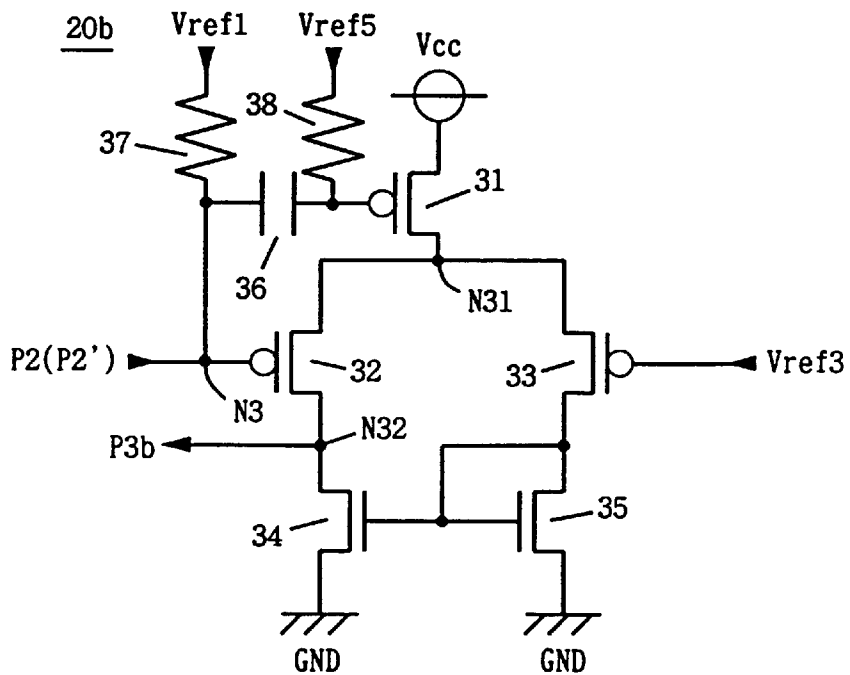 20b
Vref1
Vref5
Vcc
38
37
31
36
N31
P2(P2')
32
33
Vref3
N3
N32
P3b
34
35
GND
GND